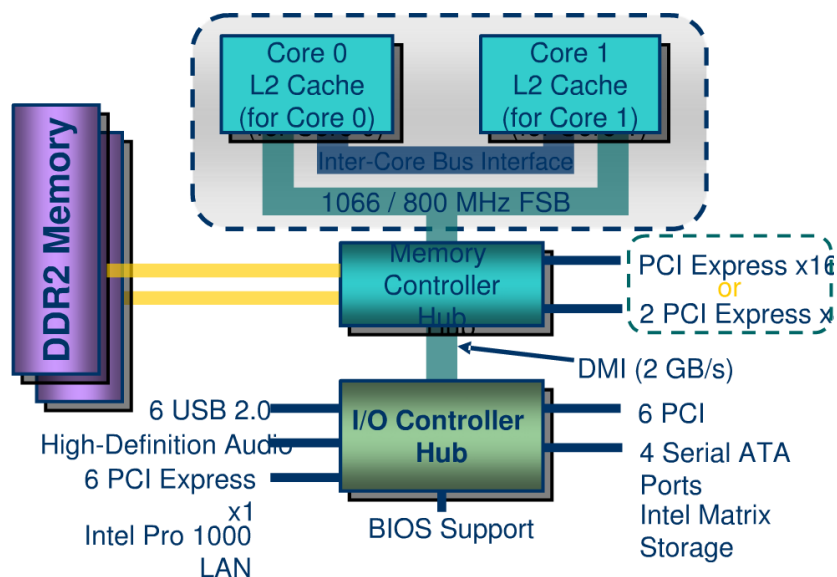 Core 0
L2 Cache
(for Core 0)
Core 1
L2 Cache
(for Core 1)
Inter-Core Bus Interface
1066 / 800 MHz FSB
DDR2 Memory
Memory
Controller
Hub
PCI Express x16
or
2 PCI Express x
DMI (2 GB/s)
I/O Controller
Hub
6 USB 2.0
High-Definition Audio
6 PCI Express
x1
Intel Pro 1000
LAN
BIOS Support
6 PCI
4 Serial ATA
Ports
Intel Matrix
Storage